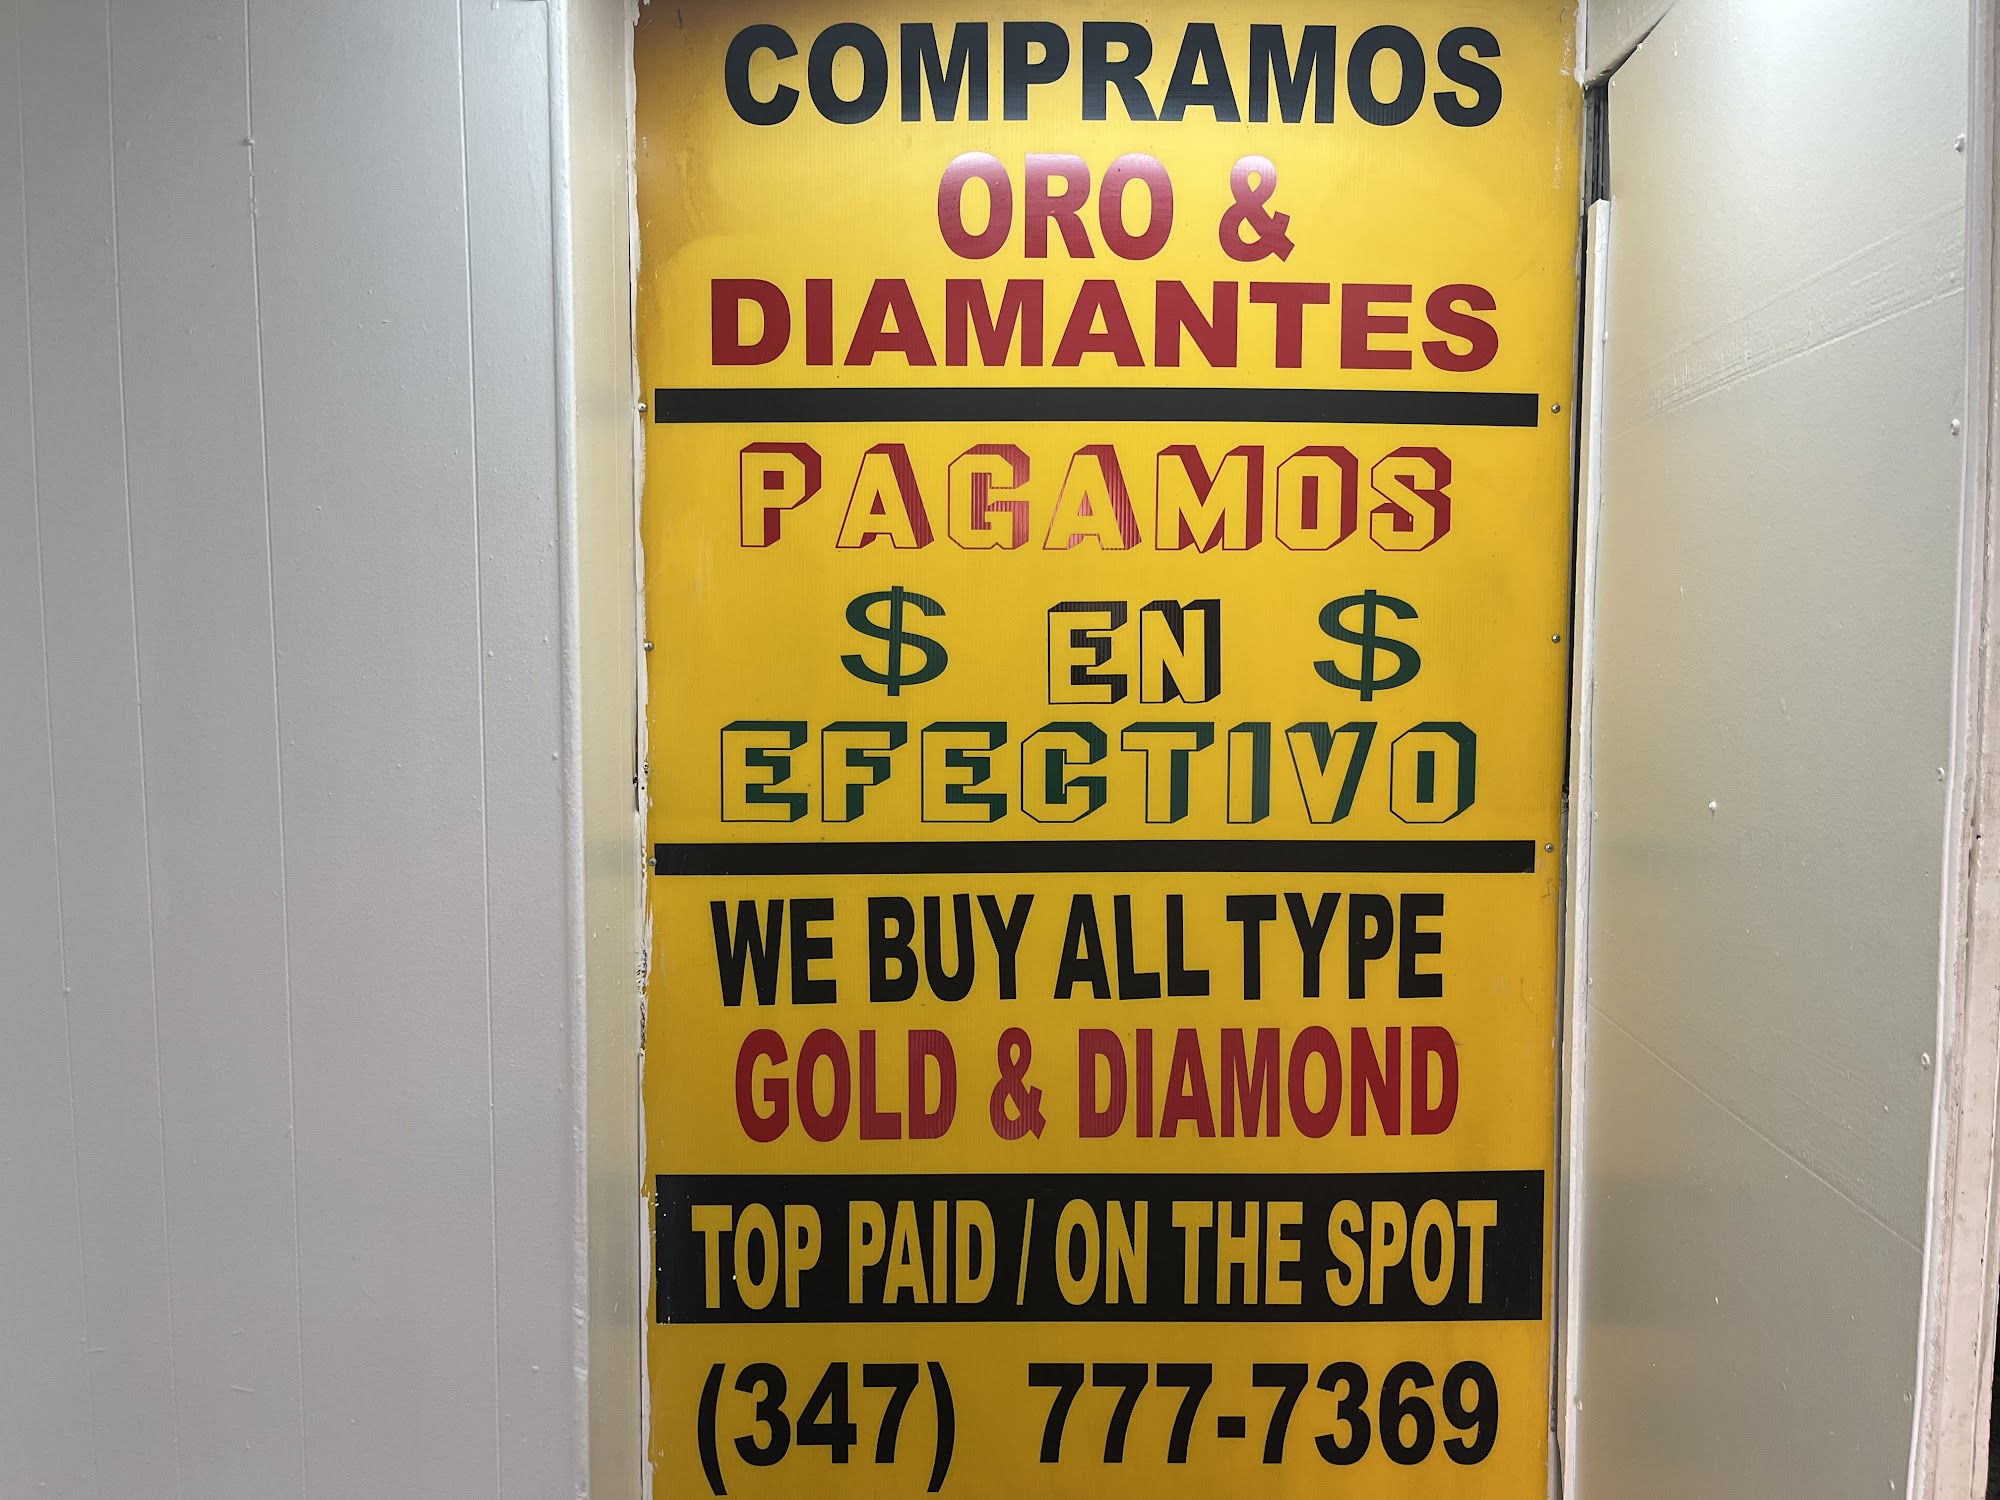 COMPRAMOS
ORO &
DIAMANTES
PAGAMOS
$ EN $
EFECTIVO
WE BUY ALL TYPE
GOLD & DIAMOND
TOP PAID / ON THE SPOT
(347) 777-7369